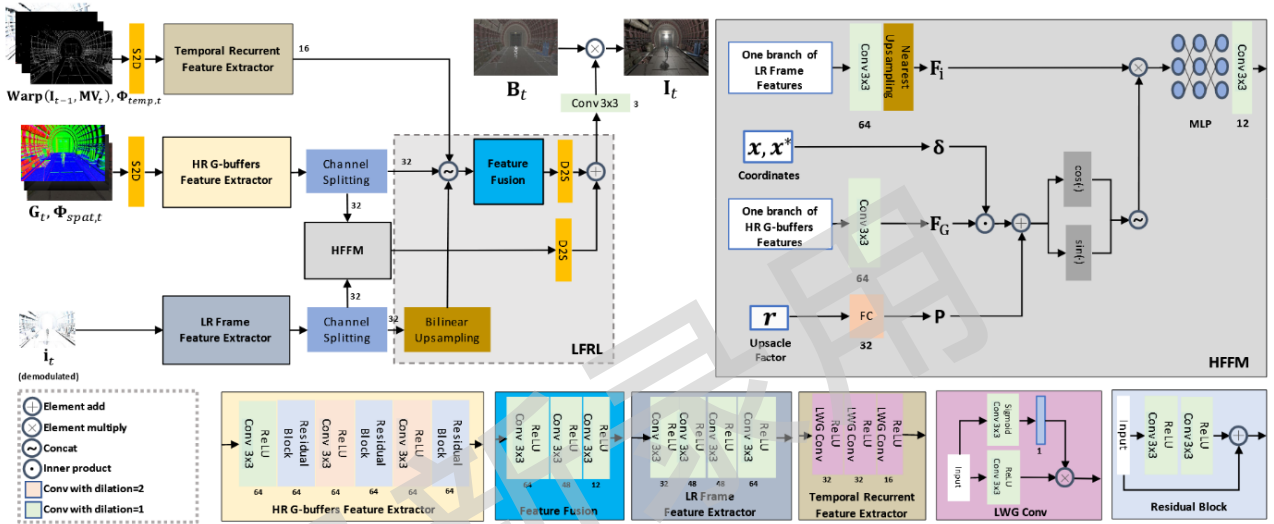 S2D
Temporal Recurrent
Feature Extractor
16
Warp(I_{t-1}, MV_t), Φ_{temp,t}
S2D
HR G-buffers
Feature Extractor
Channel
Splitting
32
32
G_t, Φ_{spat,t}
HFFM
32
LR Frame
Feature Extractor
Channel
Splitting
32
Bilinear
Upsampling
i_t
(demodulated)
~
Feature
Fusion
D2S
+
D2S
LFRL
B_t
×
I_t
Conv 3x3
3
One branch of
LR Frame
Features
Conv 3x3
64
Nearest
Upsampling
F_i
×
MLP
Conv 3x3
12
x, x*
Coordinates
δ
One branch of
HR G-buffers
Features
Conv 3x3
64
F_G
·
+
cos(·)
sin(·)
~
r
Upsacle
Factor
FC
32
P
HFFM
+ Element add
× Element multiply
~ Concat
· Inner product
Conv with dilation=2
Conv with dilation=1
ReLU
Conv 3x3
Residual
Block
ReLU
Conv 3x3
Residual
Block
ReLU
Conv 3x3
Residual
Block
64 64 64 64 64 64
HR G-buffers Feature Extractor
ReLU
Conv 3x3
ReLU
Conv 3x3
ReLU
Conv 3x3
64 48 12
Feature Fusion
ReLU
Conv 3x3
ReLU
Conv 3x3
ReLU
Conv 3x3
ReLU
Conv 3x3
32 48 48 64
LR Frame
Feature Extractor
LWG Conv
LWG Conv
LWG Conv
32 32 16
Temporal Recurrent
Feature Extractor
Input
Sigmoid
Conv 3x3
1
ReLU
Conv 3x3
×
LWG Conv
Input
ReLU
Conv 3x3
ReLU
Conv 3x3
+
Residual Block